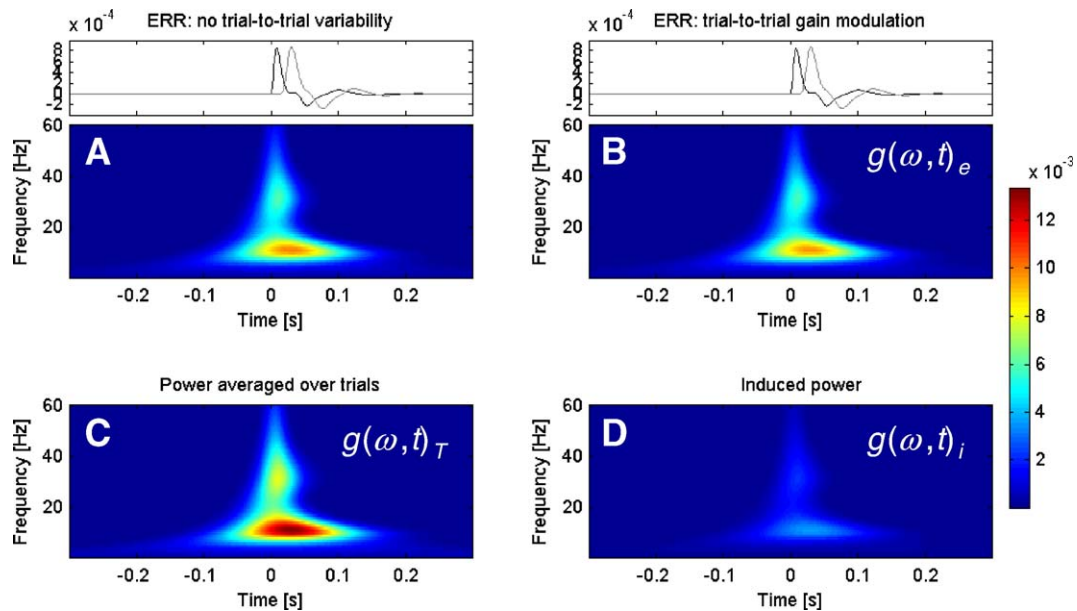 ERR: no trial-to-trial variability
x 10⁻⁴
8
6
4
2
0
-2
60
40
20
Frequency [Hz]
A
-0.2 -0.1 0 0.1 0.2
Time [s]
ERR: trial-to-trial gain modulation
x 10⁻⁴
8
6
4
2
0
-2
60
40
20
Frequency [Hz]
B
g(ω,t)ₑ
-0.2 -0.1 0 0.1 0.2
Time [s]
x 10⁻³
12
10
8
6
4
2
Power averaged over trials
60
40
20
Frequency [Hz]
C
g(ω,t)_T
-0.2 -0.1 0 0.1 0.2
Time [s]
Induced power
60
40
20
Frequency [Hz]
D
g(ω,t)ᵢ
-0.2 -0.1 0 0.1 0.2
Time [s]